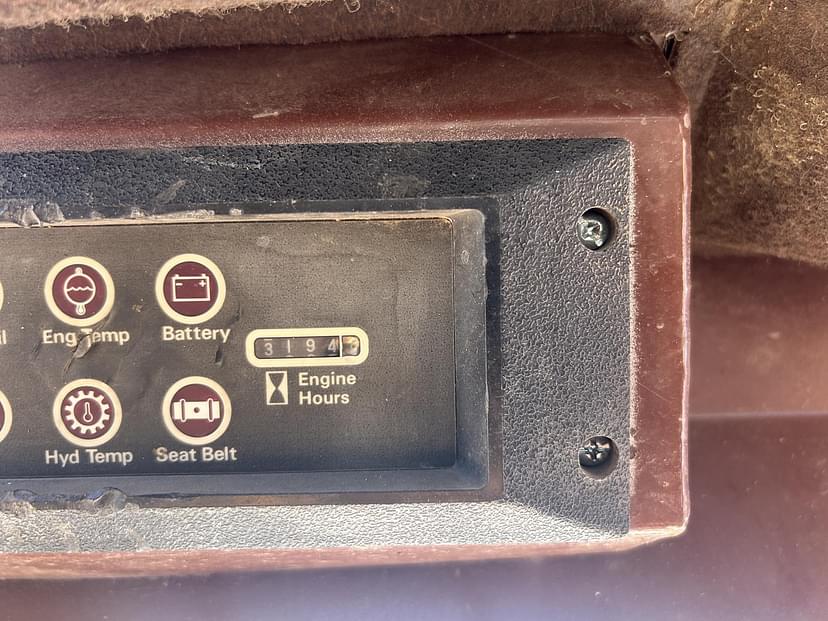 Eng Temp
Battery
3194
Engine
Hours
Hyd Temp
Seat Belt